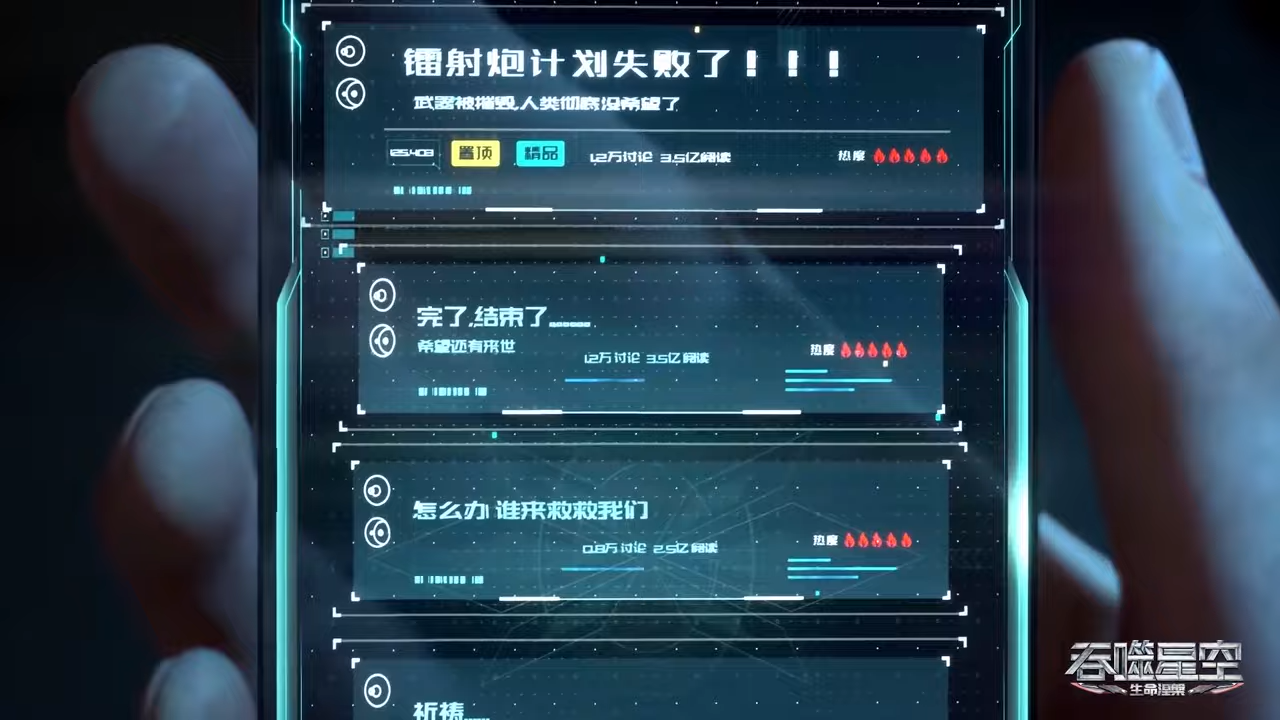 镭射炮计划失败了！！！
武器被摧毁,人类彻底没希望了
125.403 置顶 精品 1.2万讨论 3.5亿阅读 热度
完了,结束了……
希望还有来世
1.2万讨论 3.5亿阅读 热度
怎么办 谁来救救我们
0.8万讨论 2.5亿阅读 热度
祈祷……
吞噬星空
生命涅槃